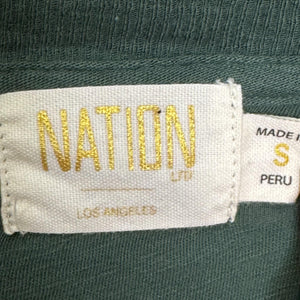 NATION
LTD
LOS ANGELES
MADE I
S
PERU